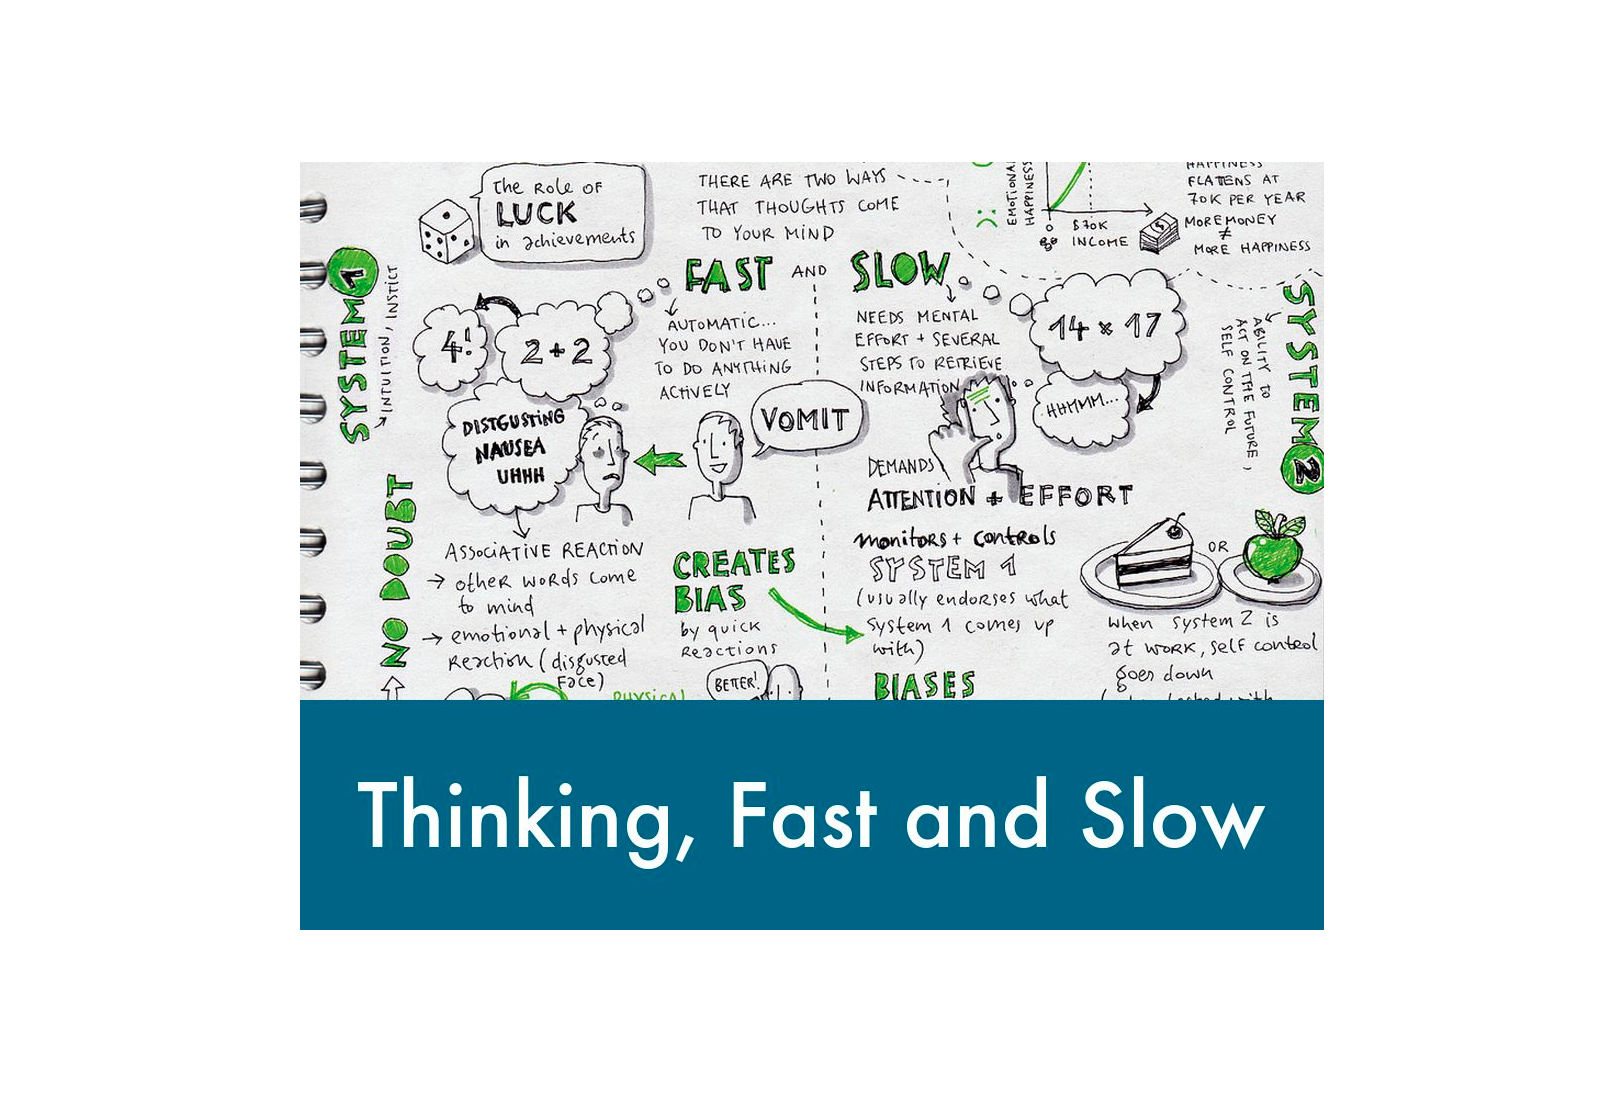 The Role OF
LUCK
in achievements
THERE ARE TWO WAYS
THAT THOUGHTS COME
TO YOUR MIND
FAST AND SLOW
EMOTIONAL
HAPPINESS
0
$70K
INCOME
HAPPINESS
FLATTENS AT
70K PER YEAR
MORE MONEY
≠
MORE HAPPINESS
SYSTEM 1
INTUITION, INSTICT
4!
2+2
AUTOMATIC...
YOU DON'T HAVE
TO DO ANYTHING
ACTIVELY
DISTGUSTING
NAUSEA
UHHH
VOMIT
ASSOCIATIVE REACTION
→ other words come
to mind
→ emotional + physical
Reaction (disgusted
Face)
NO DOUBT
CREATES
BIAS
by quick
Reactions
BETTER!
PHYSICAL
NEEDS MENTAL
EFFORT + SEVERAL
STEPS TO RETRIEVE
INFORMATION
14 x 17
HHMMM...
DEMANDS
ATTENTION + EFFORT
monitors + controls
SYSTEM 1
(usually endorses what
system 1 comes up
with)
BIASES
SYSTEM 2
ABILITY TO
ACT ON THE FUTURE,
SELF CONTROL
OR
when system 2 is
at work, self control
goes down
Thinking, Fast and Slow